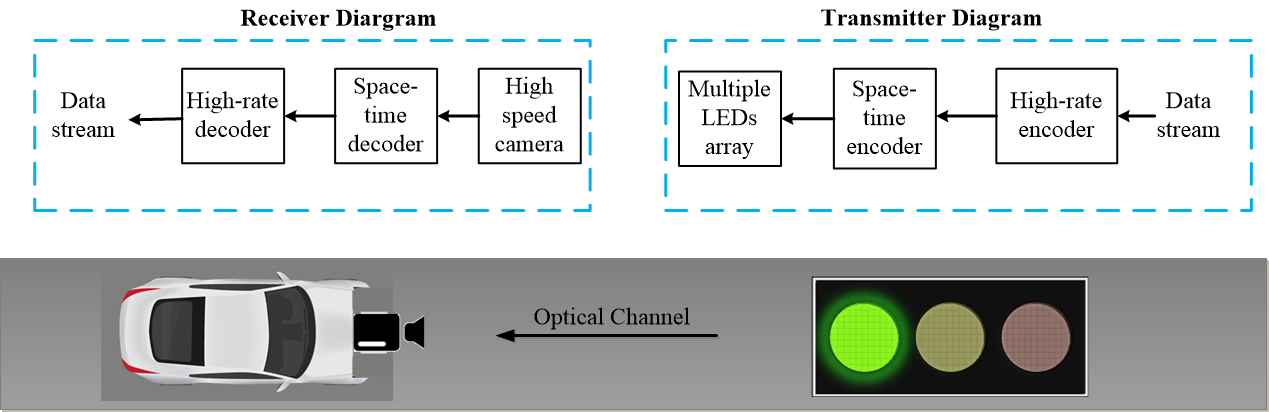 Receiver Diargram
Data
stream
High-rate
decoder
Space-
time
decoder
High
speed
camera
Transmitter Diagram
Multiple
LEDs
array
Space-
time
encoder
High-rate
encoder
Data
stream
Optical Channel